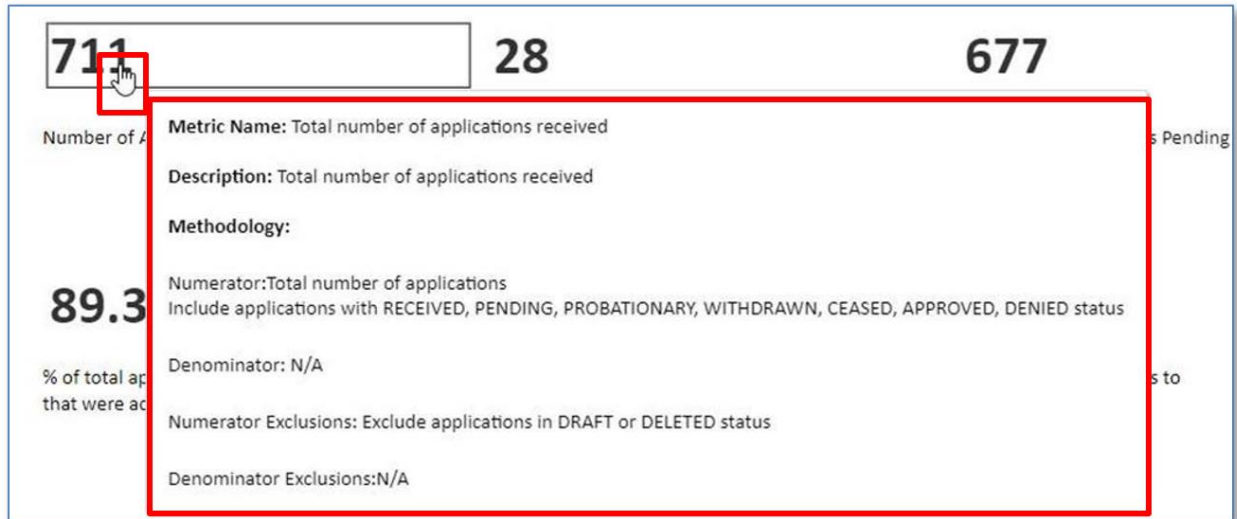 711 28 677
Number of s Pending
Metric Name: Total number of applications received
Description: Total number of applications received
Methodology:
Numerator:Total number of applications
Include applications with RECEIVED, PENDING, PROBATIONARY, WITHDRAWN, CEASED, APPROVED, DENIED status
Denominator: N/A
Numerator Exclusions: Exclude applications in DRAFT or DELETED status
Denominator Exclusions:N/A
89.3
% of total ap s to
that were ac